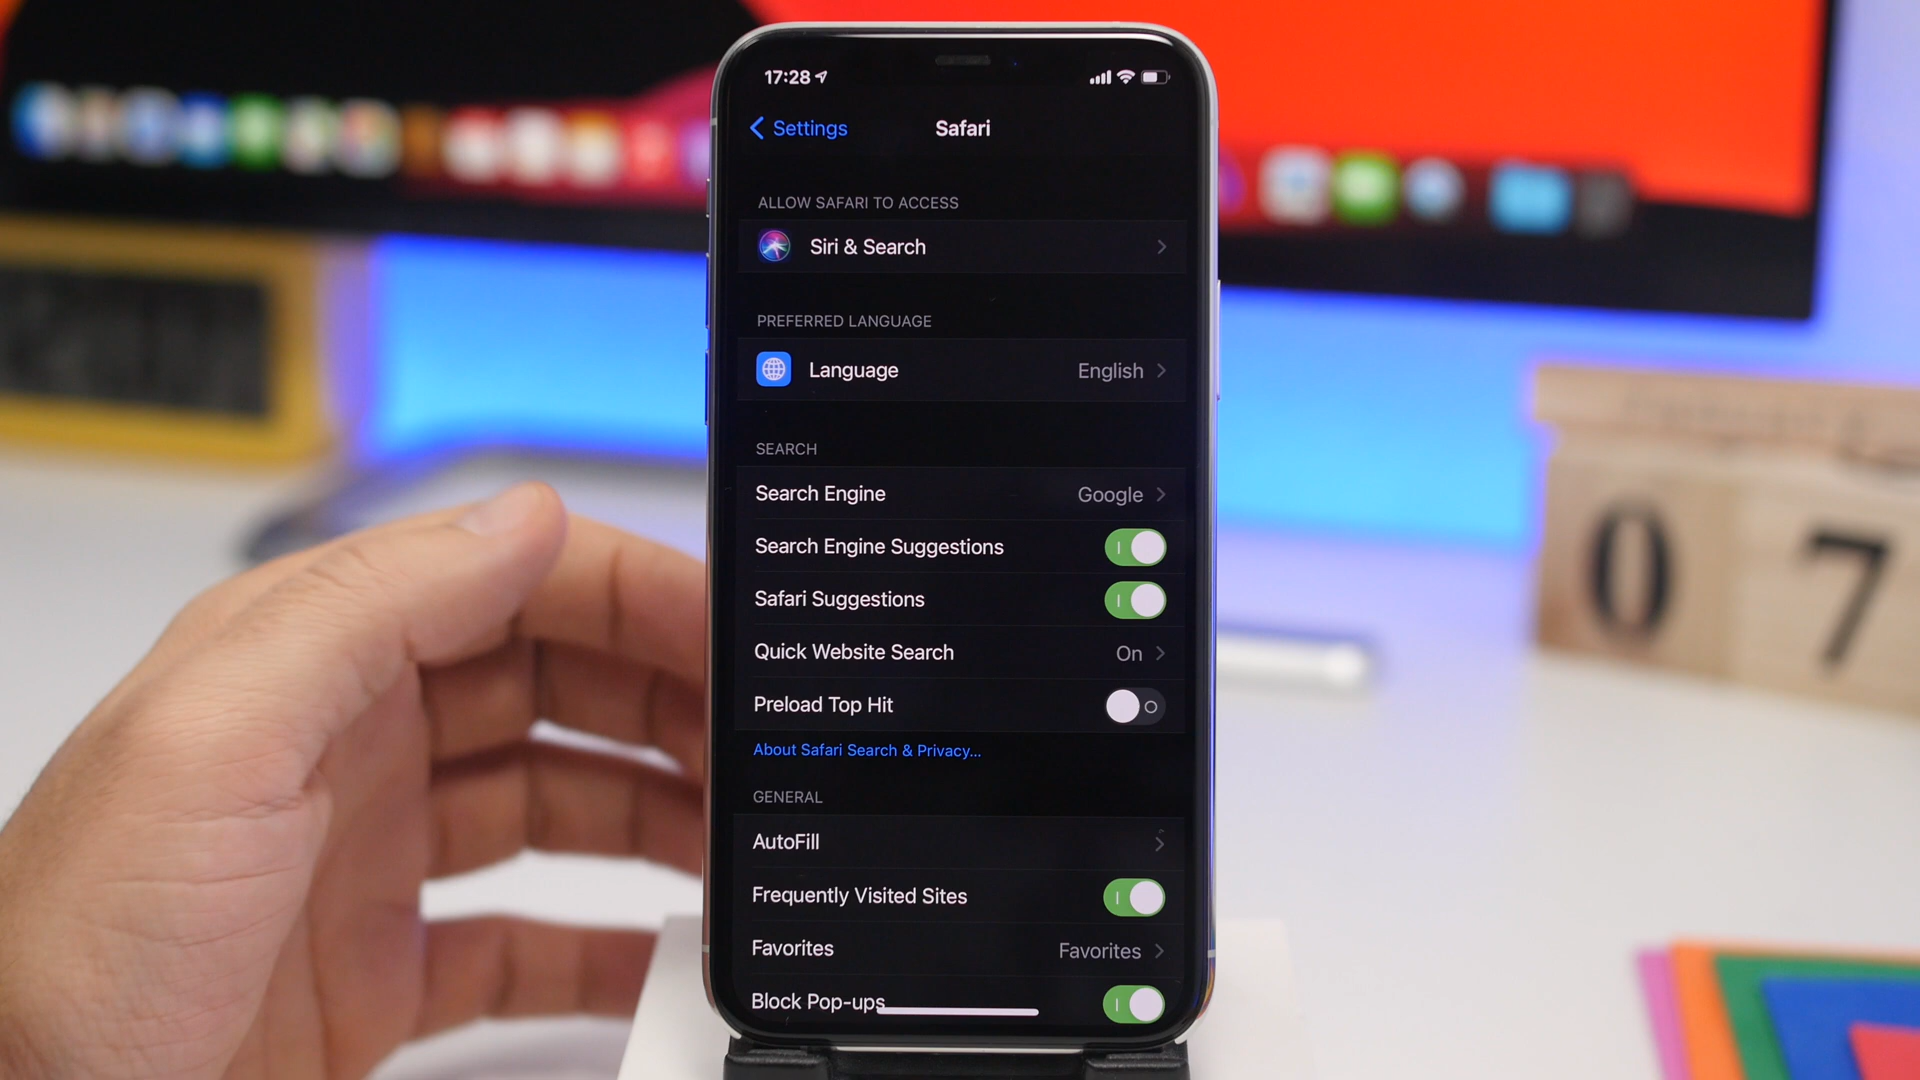 17:28
Settings
Safari
ALLOW SAFARI TO ACCESS
Siri & Search
PREFERRED LANGUAGE
Language English
SEARCH
Search Engine Google
Search Engine Suggestions
Safari Suggestions
Quick Website Search On
Preload Top Hit
About Safari Search & Privacy...
GENERAL
AutoFill
Frequently Visited Sites
Favorites Favorites
Block Pop-ups
0 7